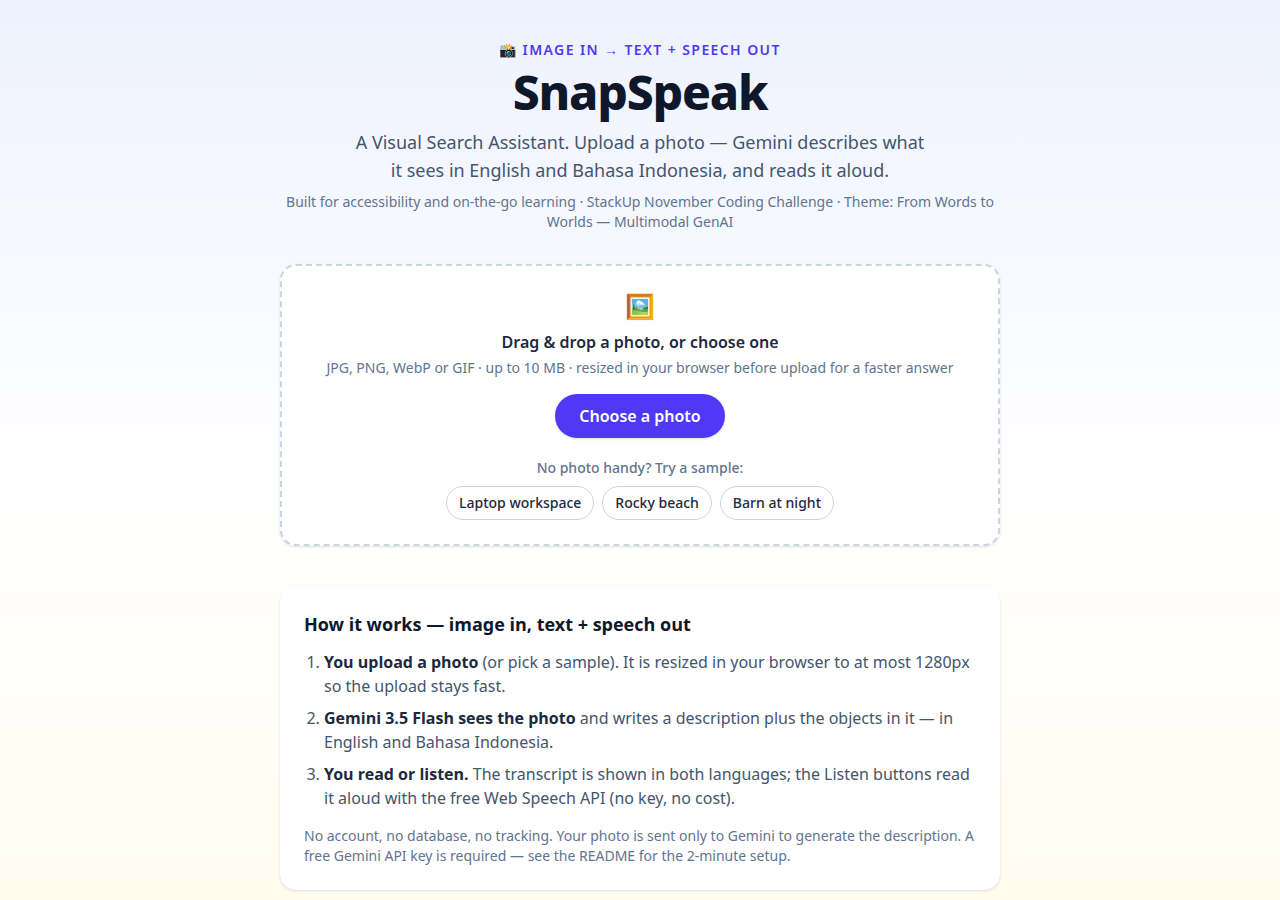 📸 IMAGE IN → TEXT + SPEECH OUT
SnapSpeak
A Visual Search Assistant. Upload a photo — Gemini describes what
it sees in English and Bahasa Indonesia, and reads it aloud.
Built for accessibility and on-the-go learning · StackUp November Coding Challenge · Theme: From Words to
Worlds — Multimodal GenAI
Drag & drop a photo, or choose one
JPG, PNG, WebP or GIF · up to 10 MB · resized in your browser before upload for a faster answer
Choose a photo
No photo handy? Try a sample:
Laptop workspace Rocky beach Barn at night
How it works — image in, text + speech out
1. You upload a photo (or pick a sample). It is resized in your browser to at most 1280px
so the upload stays fast.
2. Gemini 3.5 Flash sees the photo and writes a description plus the objects in it — in
English and Bahasa Indonesia.
3. You read or listen. The transcript is shown in both languages; the Listen buttons read
it aloud with the free Web Speech API (no key, no cost).
No account, no database, no tracking. Your photo is sent only to Gemini to generate the description. A
free Gemini API key is required — see the README for the 2-minute setup.